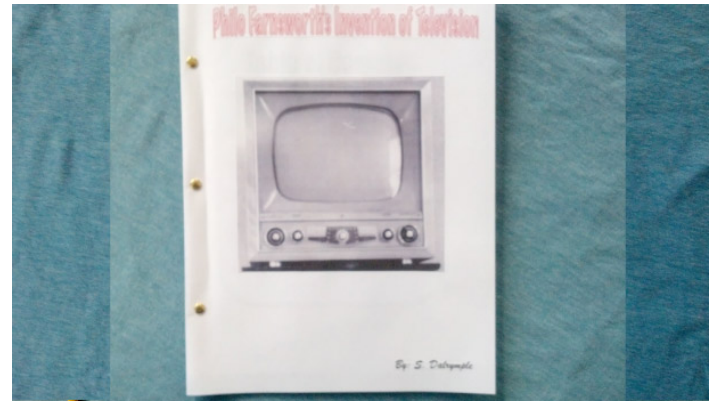 Philo Farnsworth's Invention of Television
By: S. Dalrymple